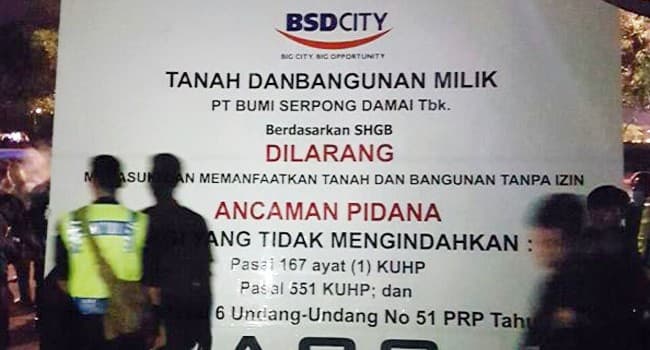 BSDCITY
BIG CITY, BIG OPPORTUNITY
TANAH DANBANGUNAN MILIK
PT BUMI SERPONG DAMAI Tbk.
Berdasarkan SHGB
DILARANG
MEMANFAATKAN TANAH DAN BANGUNAN TANPA IZIN
ANCAMAN PIDANA
YANG TIDAK MENGINDAHKAN :
Pasal 167 ayat (1) KUHP
Pasal 551 KUHP; dan
6 Undang-Undang No 51 PRP